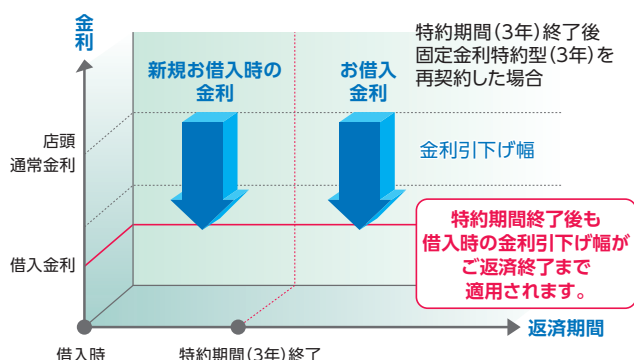 金利
特約期間(3年)終了後
固定金利特約型(3年)を
再契約した場合
新規お借入時の
金利
お借入
金利
店頭
通常金利
金利引下げ幅
特約期間終了後も
借入時の金利引下げ幅が
ご返済終了まで
適用されます。
借入金利
返済期間
借入時
特約期間(3年)終了